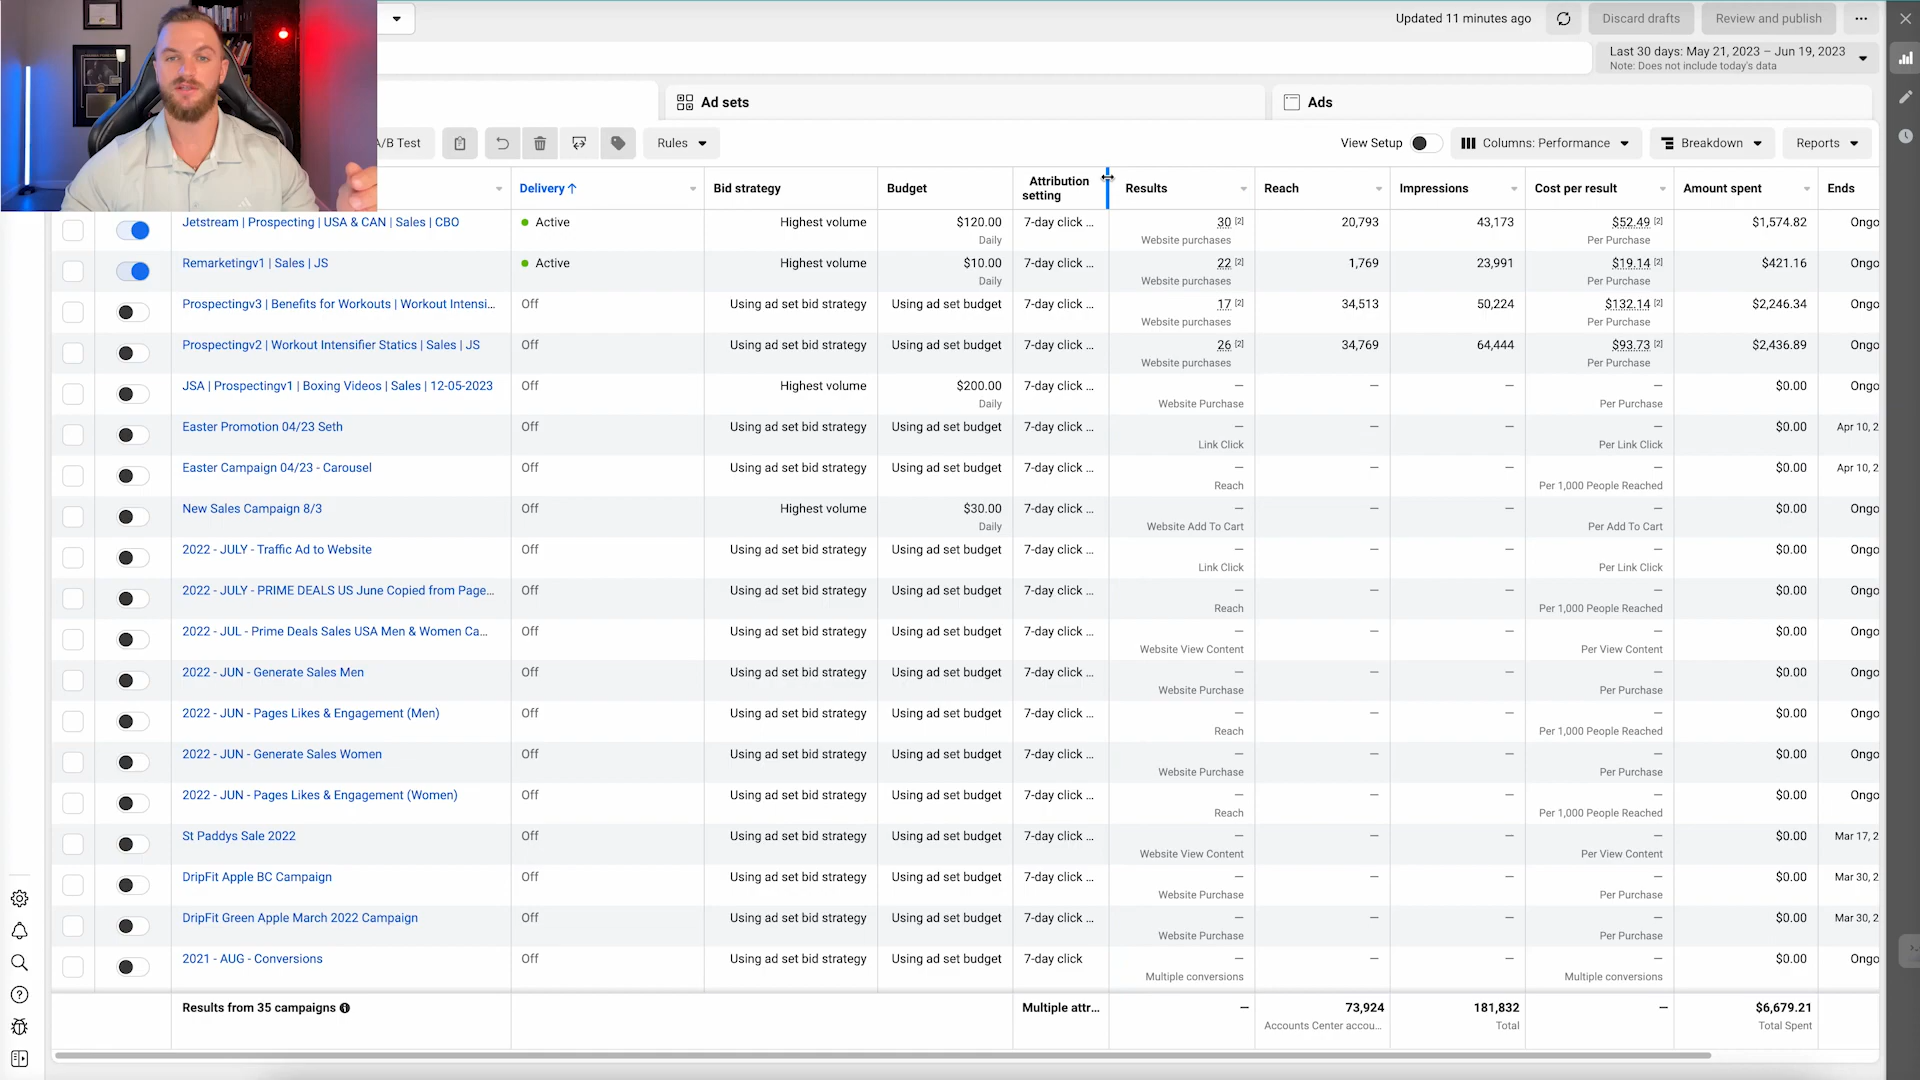 Updated 11 minutes ago
Discard drafts
Review and publish
Last 30 days: May 21, 2023 – Jun 19, 2023
Note: Does not include today's data
Ad sets
Ads
A/B Test
Rules
View Setup
Columns: Performance
Breakdown
Reports
Delivery ↑
Bid strategy
Budget
Attribution
setting
Results
Reach
Impressions
Cost per result
Amount spent
Ends
Jetstream | Prospecting | USA & CAN | Sales | CBO Active Highest volume $120.00 7-day click ... 30 [2] 20,793 43,173 $52.49 [2] $1,574.82 Ongo
Daily Website purchases Per Purchase
Remarketingv1 | Sales | JS Active Highest volume $10.00 7-day click ... 22 [2] 1,769 23,991 $19.14 [2] $421.16 Ongo
Daily Website purchases Per Purchase
Prospectingv3 | Benefits for Workouts | Workout Intensi... Off Using ad set bid strategy Using ad set budget 7-day click ... 17 [2] 34,513 50,224 $132.14 [2] $2,246.34 Ongo
Website purchases Per Purchase
Prospectingv2 | Workout Intensifier Statics | Sales | JS Off Using ad set bid strategy Using ad set budget 7-day click ... 26 [2] 34,769 64,444 $93.73 [2] $2,436.89 Ongo
Website purchases Per Purchase
JSA | Prospectingv1 | Boxing Videos | Sales | 12-05-2023 Off Highest volume $200.00 7-day click ... — — — — $0.00 Ongo
Daily Website Purchase Per Purchase
Easter Promotion 04/23 Seth Off Using ad set bid strategy Using ad set budget 7-day click ... — — — — $0.00 Apr 10, 2
Link Click Per Link Click
Easter Campaign 04/23 - Carousel Off Using ad set bid strategy Using ad set budget 7-day click ... — — — — $0.00 Apr 10, 2
Reach Per 1,000 People Reached
New Sales Campaign 8/3 Off Highest volume $30.00 7-day click ... — — — — $0.00 Ongo
Daily Website Add To Cart Per Add To Cart
2022 - JULY - Traffic Ad to Website Off Using ad set bid strategy Using ad set budget 7-day click ... — — — — $0.00 Ongo
Link Click Per Link Click
2022 - JULY - PRIME DEALS US June Copied from Page... Off Using ad set bid strategy Using ad set budget 7-day click ... — — — — $0.00 Ongo
Reach Per 1,000 People Reached
2022 - JUL - Prime Deals Sales USA Men & Women Ca... Off Using ad set bid strategy Using ad set budget 7-day click ... — — — — $0.00 Ongo
Website View Content Per View Content
2022 - JUN - Generate Sales Men Off Using ad set bid strategy Using ad set budget 7-day click ... — — — — $0.00 Ongo
Website Purchase Per Purchase
2022 - JUN - Pages Likes & Engagement (Men) Off Using ad set bid strategy Using ad set budget 7-day click ... — — — — $0.00 Ongo
Reach Per 1,000 People Reached
2022 - JUN - Generate Sales Women Off Using ad set bid strategy Using ad set budget 7-day click ... — — — — $0.00 Ongo
Website Purchase Per Purchase
2022 - JUN - Pages Likes & Engagement (Women) Off Using ad set bid strategy Using ad set budget 7-day click ... — — — — $0.00 Ongo
Reach Per 1,000 People Reached
St Paddys Sale 2022 Off Using ad set bid strategy Using ad set budget 7-day click ... — — — — $0.00 Mar 17, 2
Website View Content Per View Content
DripFit Apple BC Campaign Off Using ad set bid strategy Using ad set budget 7-day click ... — — — — $0.00 Mar 30, 2
Website Purchase Per Purchase
DripFit Green Apple March 2022 Campaign Off Using ad set bid strategy Using ad set budget 7-day click ... — — — — $0.00 Mar 30, 2
Website Purchase Per Purchase
2021 - AUG - Conversions Off Using ad set bid strategy Using ad set budget 7-day click — — — — $0.00 Ongo
Multiple conversions Multiple conversions
Results from 35 campaigns Multiple attr... — 73,924 181,832 — $6,679.21
Accounts Center accou... Total Total Spent